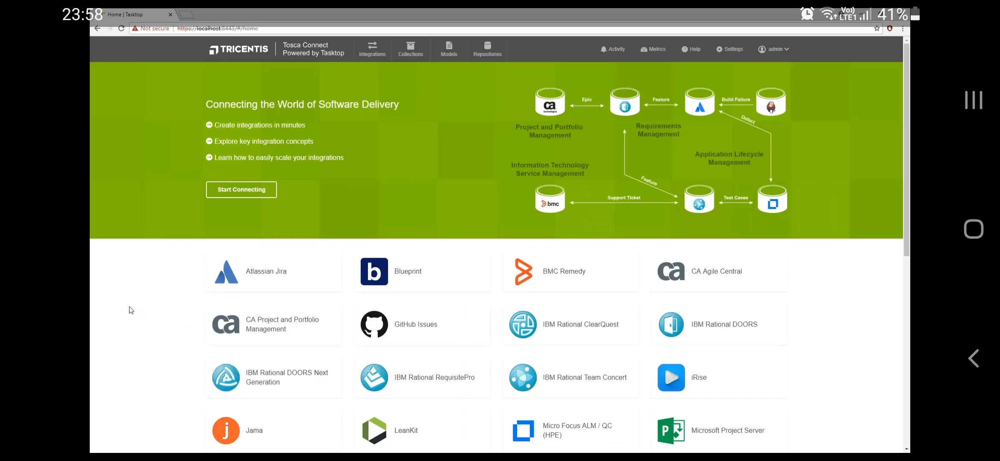 23:58
Home | Tasktop
Vo))
LTE1
41%
Not secure
https://localhost:8443/#/home
TRICENTIS
Tosca Connect
Powered by Tasktop
Integrations
Collections
Models
Repositories
Activity
Metrics
Help
Settings
admin
Connecting the World of Software Delivery
Create integrations in minutes
Explore key integration concepts
Learn how to easily scale your integrations
Start Connecting
ca
technologies
Epic
Feature
Build Failure
Defect
Project and Portfolio
Management
Requirements
Management
Application Lifecycle
Management
Information Technology
Service Management
Feature
bmc
Support Ticket
Test Cases
Atlassian Jira
b
Blueprint
BMC Remedy
ca
CA Agile Central
ca
CA Project and Portfolio
Management
GitHub Issues
IBM Rational ClearQuest
IBM Rational DOORS
IBM Rational DOORS Next
Generation
IBM Rational RequisitePro
IBM Rational Team Concert
iRise
j
Jama
LeanKit
Micro Focus ALM / QC
(HPE)
P
Microsoft Project Server